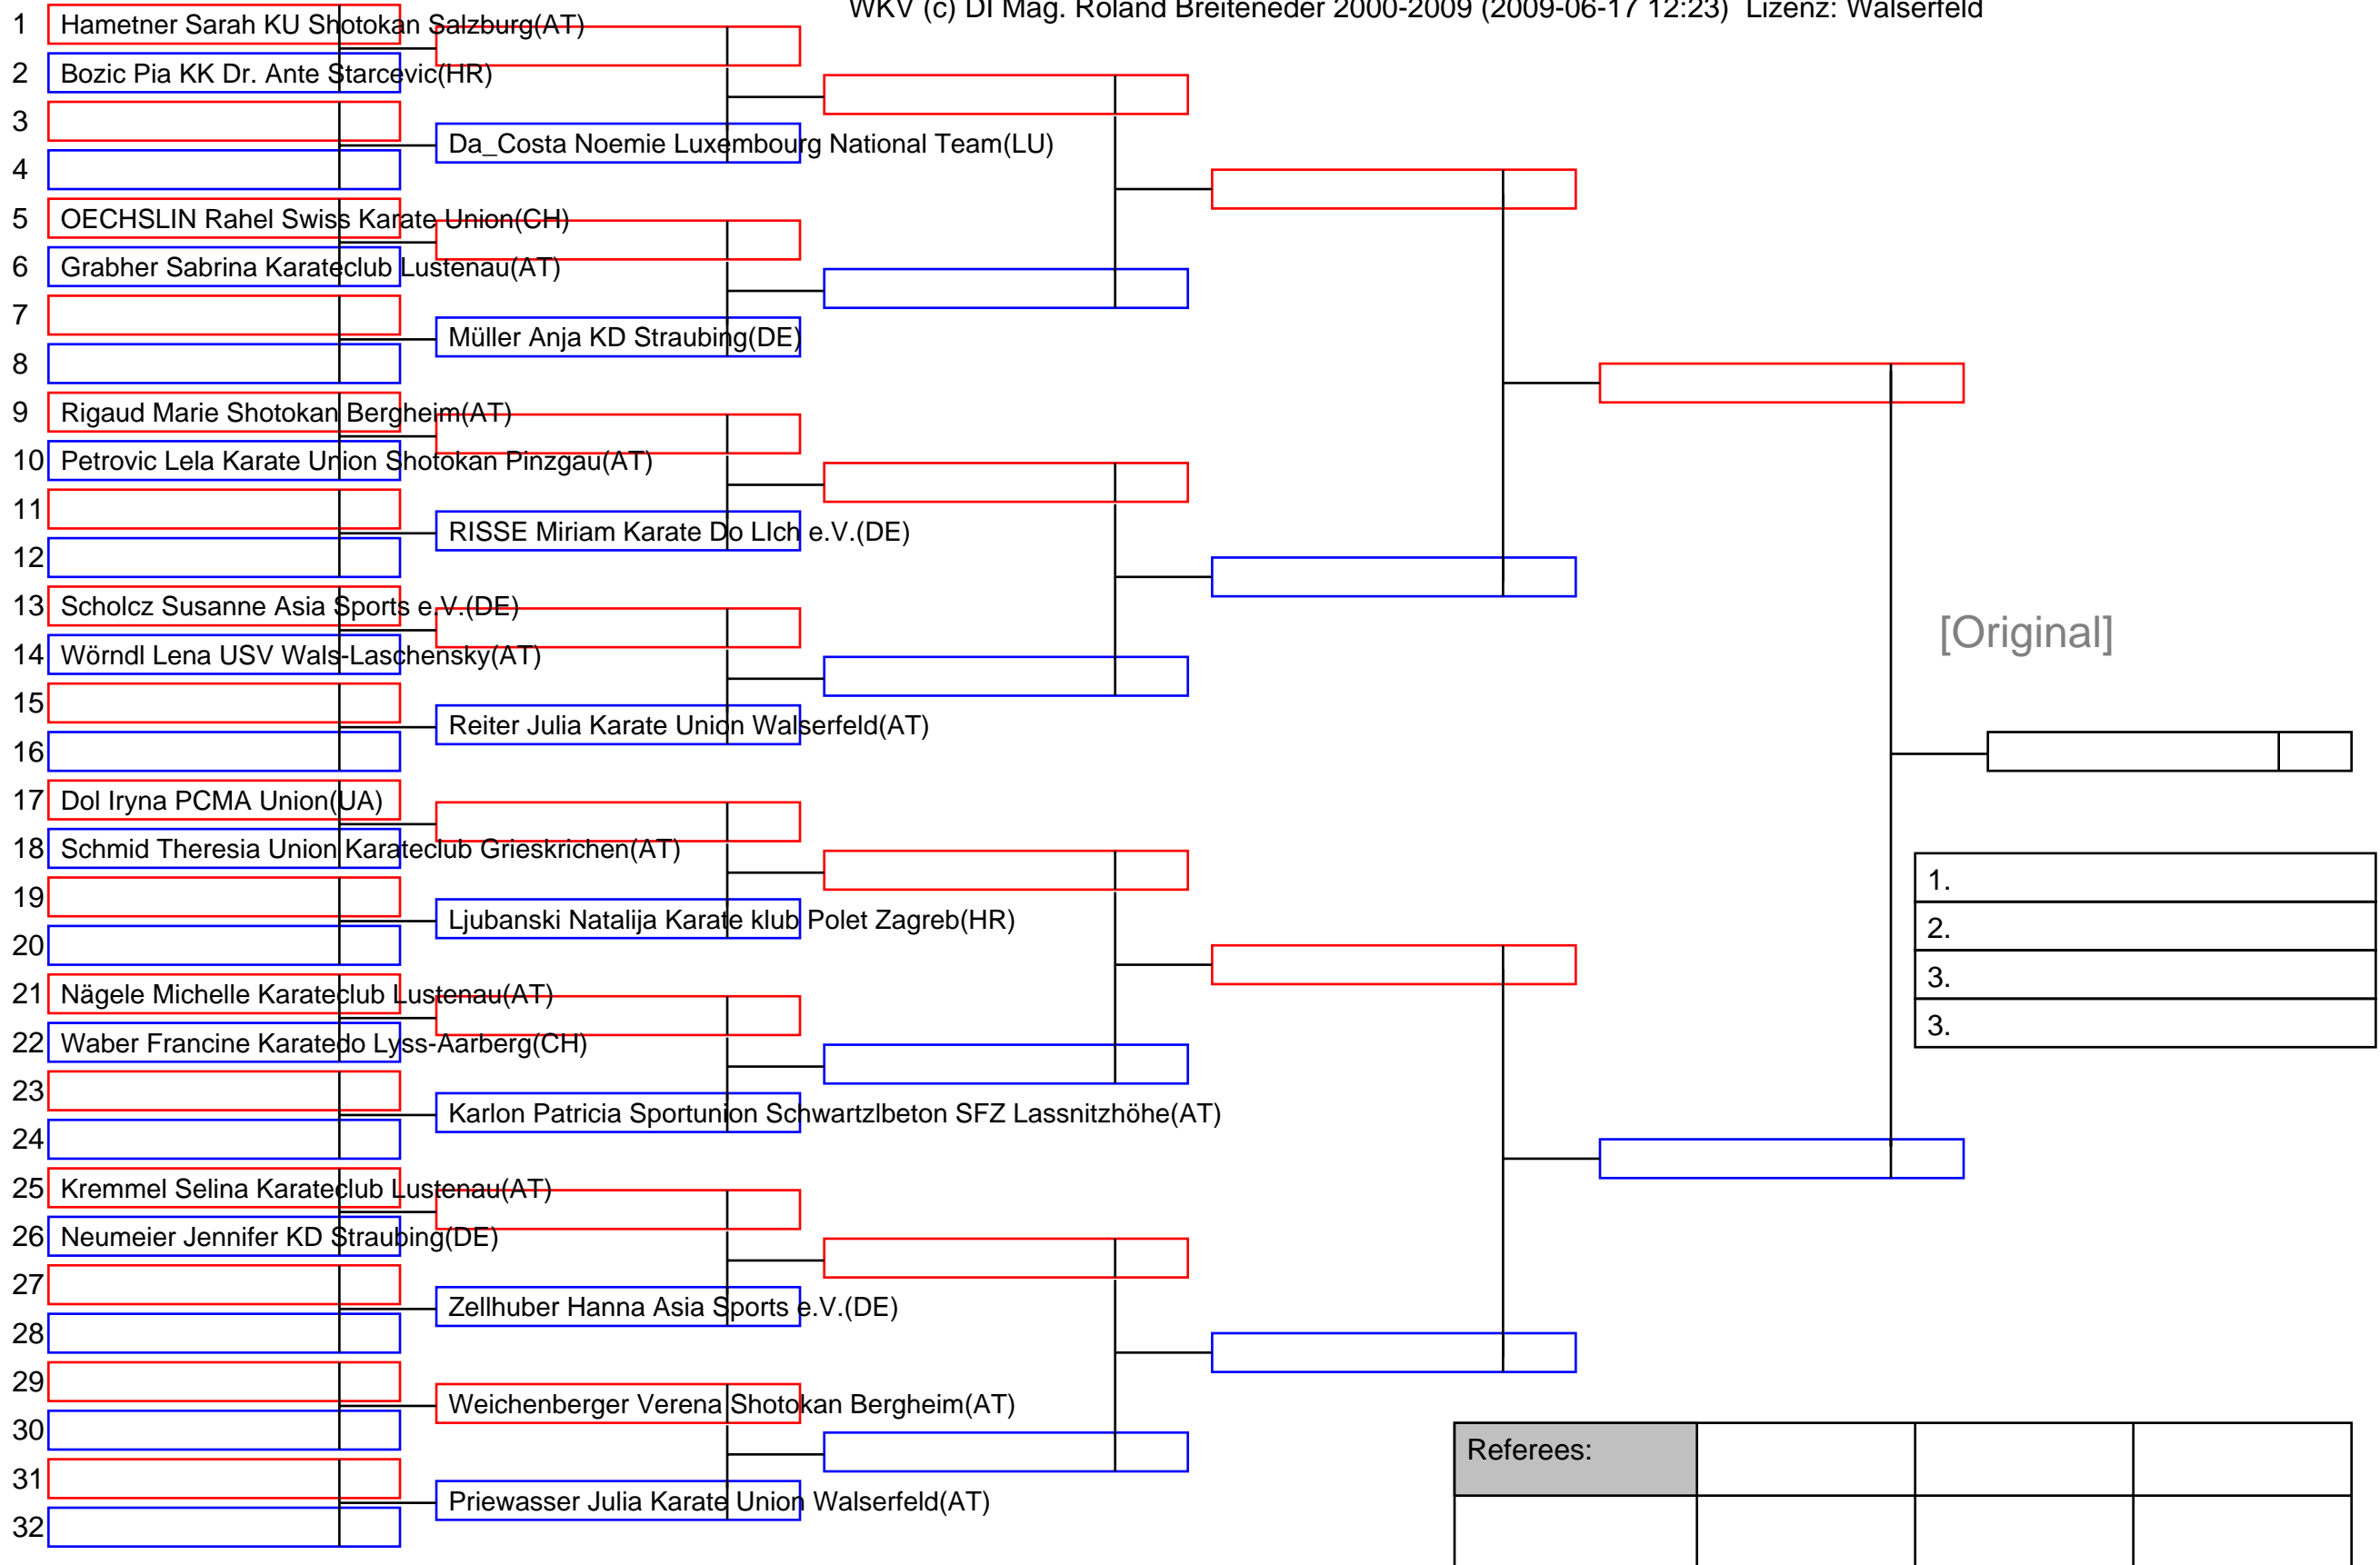 WKV (c) DI Mag. Roland Breiteneder 2000-2009 (2009-06-17 12:23) Lizenz: Walserfeld
1 Hametner Sarah KU Shotokan Salzburg(AT)
2 Bozic Pia KK Dr. Ante Starcevic(HR)
3
Da_Costa Noemie Luxembourg National Team(LU)
4
5 OECHSLIN Rahel Swiss Karate Union(CH)
6 Grabher Sabrina Karateclub Lustenau(AT)
7
Müller Anja KD Straubing(DE)
8
9 Rigaud Marie Shotokan Bergheim(AT)
10 Petrovic Lela Karate Union Shotokan Pinzgau(AT)
11
RISSE Miriam Karate Do LIch e.V.(DE)
12
13 Scholcz Susanne Asia Sports e.V.(DE)
[Original]
14 Wörndl Lena USV Wals-Laschensky(AT)
15
Reiter Julia Karate Union Walserfeld(AT)
16
17 Dol Iryna PCMA Union(UA)
18 Schmid Theresia Union Karateclub Grieskrichen(AT)
19
Ljubanski Natalija Karate klub Polet Zagreb(HR)
20
21 Nägele Michelle Karateclub Lustenau(AT)
22 Waber Francine Karatedo Lyss-Aarberg(CH)
23
Karlon Patricia Sportunion Schwartzlbeton SFZ Lassnitzhöhe(AT)
24
25 Kremmel Selina Karateclub Lustenau(AT)
26 Neumeier Jennifer KD Straubing(DE)
27
Zellhuber Hanna Asia Sports e.V.(DE)
28
29
Weichenberger Verena Shotokan Bergheim(AT)
30
31
Priewasser Julia Karate Union Walserfeld(AT)
32
1.
2.
3.
3.
Referees: